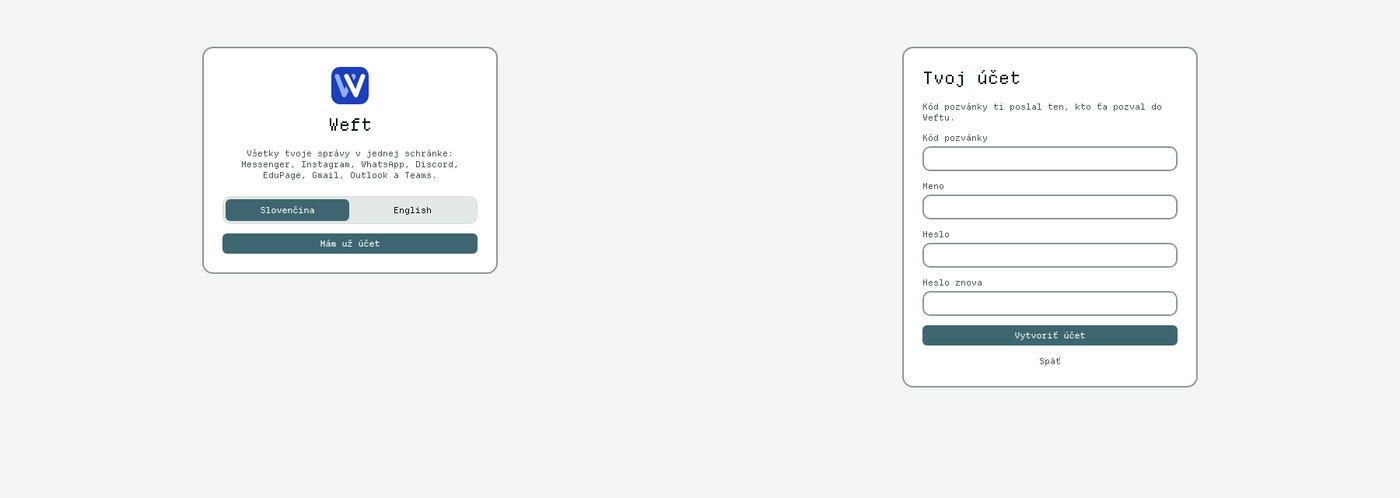 Weft
Všetky tvoje správy v jednej schránke:
Messenger, Instagram, WhatsApp, Discord,
EduPage, Gmail, Outlook a Teams.
Slovenčina
English
Mám už účet
Tvoj účet
Kód pozvánky ti poslal ten, kto ťa pozval do
Weftu.
Kód pozvánky
Meno
Heslo
Heslo znova
Vytvoriť účet
Späť